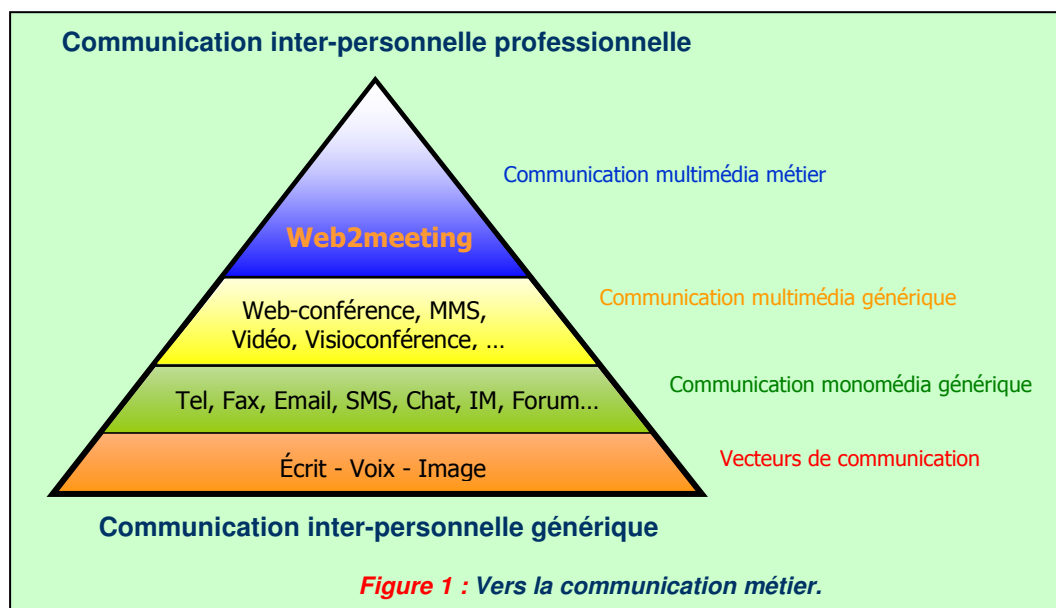 Communication inter-personnelle professionnelle
Communication multimédia métier
Web2meeting
Communication multimédia générique
Web-conférence, MMS,
Vidéo, Visioconférence, ...
Communication monomédia générique
Tel, Fax, Email, SMS, Chat, IM, Forum...
Vecteurs de communication
Écrit - Voix - Image
Communication inter-personnelle générique
Figure 1 : Vers la communication métier.